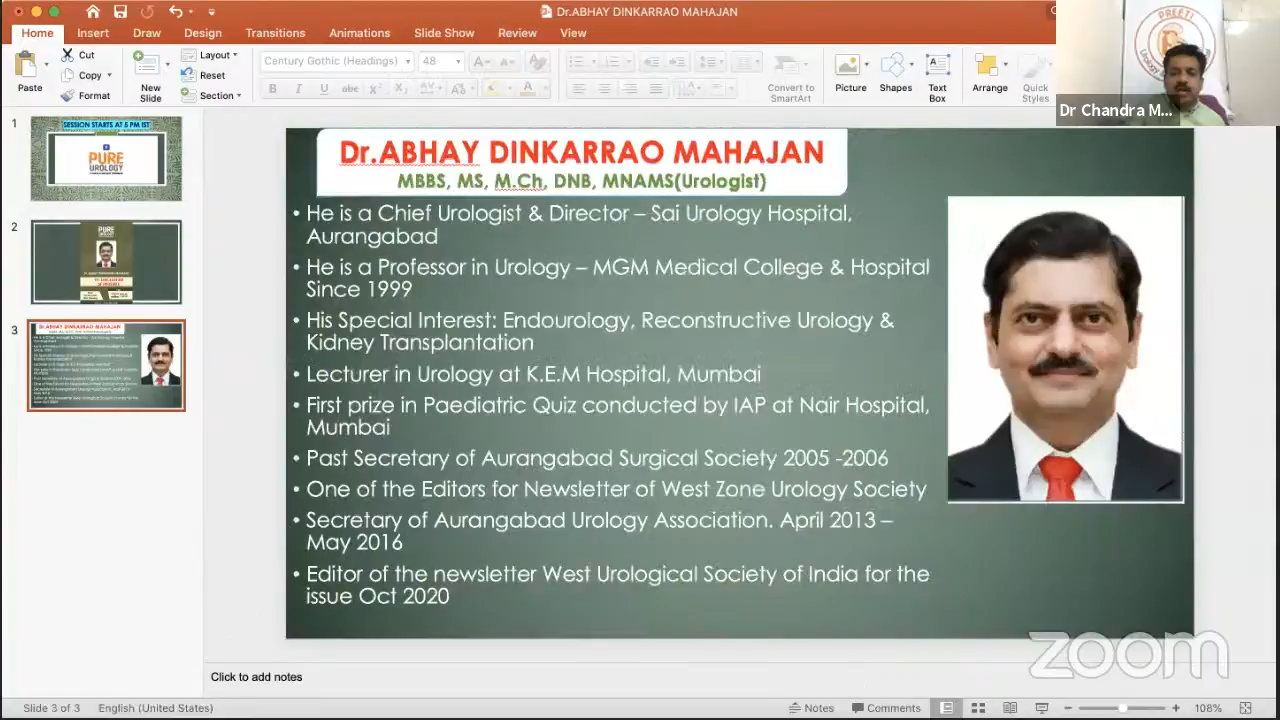 Dr.ABHAY DINKARRAO MAHAJAN
Home Insert Draw Design Transitions Animations Slide Show Review View
Paste
Cut
Copy
Format
New
Slide
Layout
Reset
Section
Century Gothic (Headings) 48
B I U abc
Convert to
SmartArt
Picture
Shapes
Text
Box
Arrange
Quick
Styles
PREETI
Dr Chandra M...
1
SESSION STARTS AT 5 PM IST
PURE
UROLOGY
2
PURE
3
Dr.ABHAY DINKARRAO MAHAJAN
MBBS, MS, M.Ch, DNB, MNAMS(Urologist)
• He is a Chief Urologist & Director – Sai Urology Hospital,
Aurangabad
• He is a Professor in Urology – MGM Medical College & Hospital
Since 1999
• His Special Interest: Endourology, Reconstructive Urology &
Kidney Transplantation
• Lecturer in Urology at K.E.M Hospital, Mumbai
• First prize in Paediatric Quiz conducted by IAP at Nair Hospital,
Mumbai
• Past Secretary of Aurangabad Surgical Society 2005 -2006
• One of the Editors for Newsletter of West Zone Urology Society
• Secretary of Aurangabad Urology Association. April 2013 –
May 2016
• Editor of the newsletter West Urological Society of India for the
issue Oct 2020
zoom
Click to add notes
Slide 3 of 3 English (United States) Notes Comments 108%